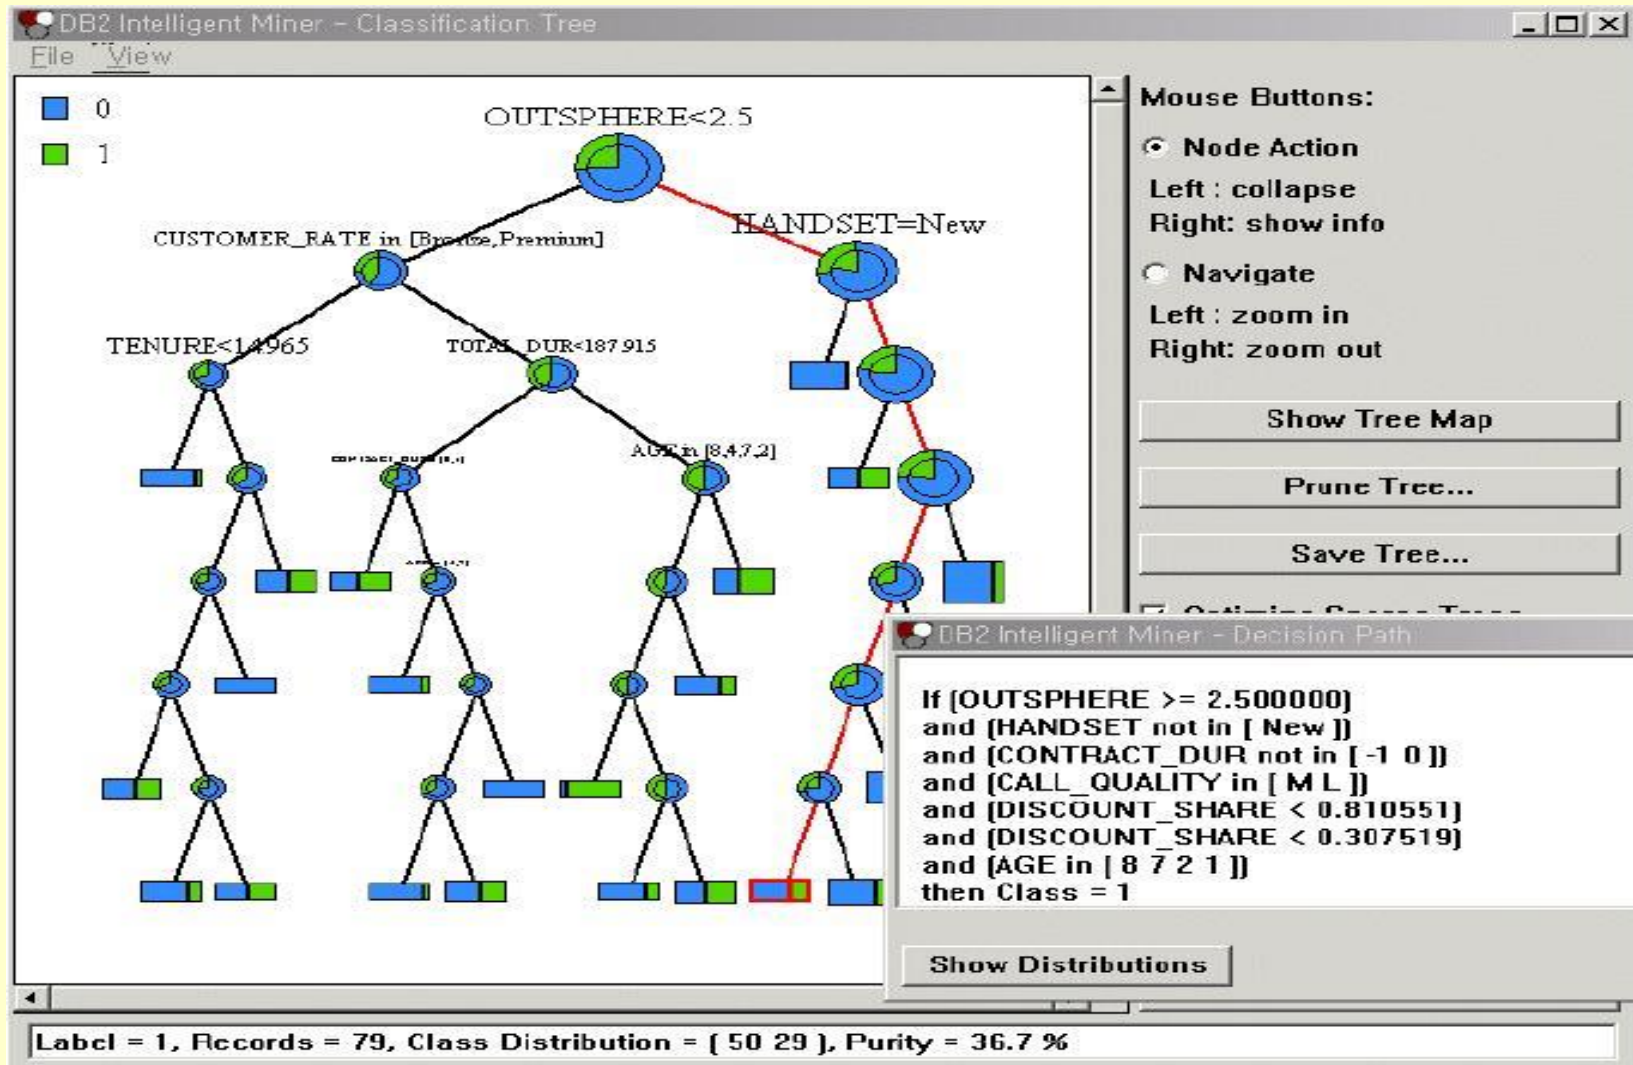 DB2 Intelligent Miner - Classification Tree
File View
0
1
OUTSPHERE<2.5
CUSTOMER_RATE in [Bronze,Premium]
HANDSET=New
TENURE<14965
TOTAL_DUR<187.915
AGE in [8,4,7,2]
Mouse Buttons:
Node Action
Left : collapse
Right: show info
Navigate
Left : zoom in
Right: zoom out
Show Tree Map
Prune Tree...
Save Tree...
DB2 Intelligent Miner - Decision Path
If (OUTSPHERE >= 2.500000)
and (HANDSET not in [ New ])
and (CONTRACT_DUR not in [ -1 0 ])
and (CALL_QUALITY in [ M L ])
and (DISCOUNT_SHARE < 0.810551)
and (DISCOUNT_SHARE < 0.307519)
and (AGE in [ 8 7 2 1 ])
then Class = 1
Show Distributions
Label = 1, Records = 79, Class Distribution = [ 50 29 ], Purity = 36.7 %